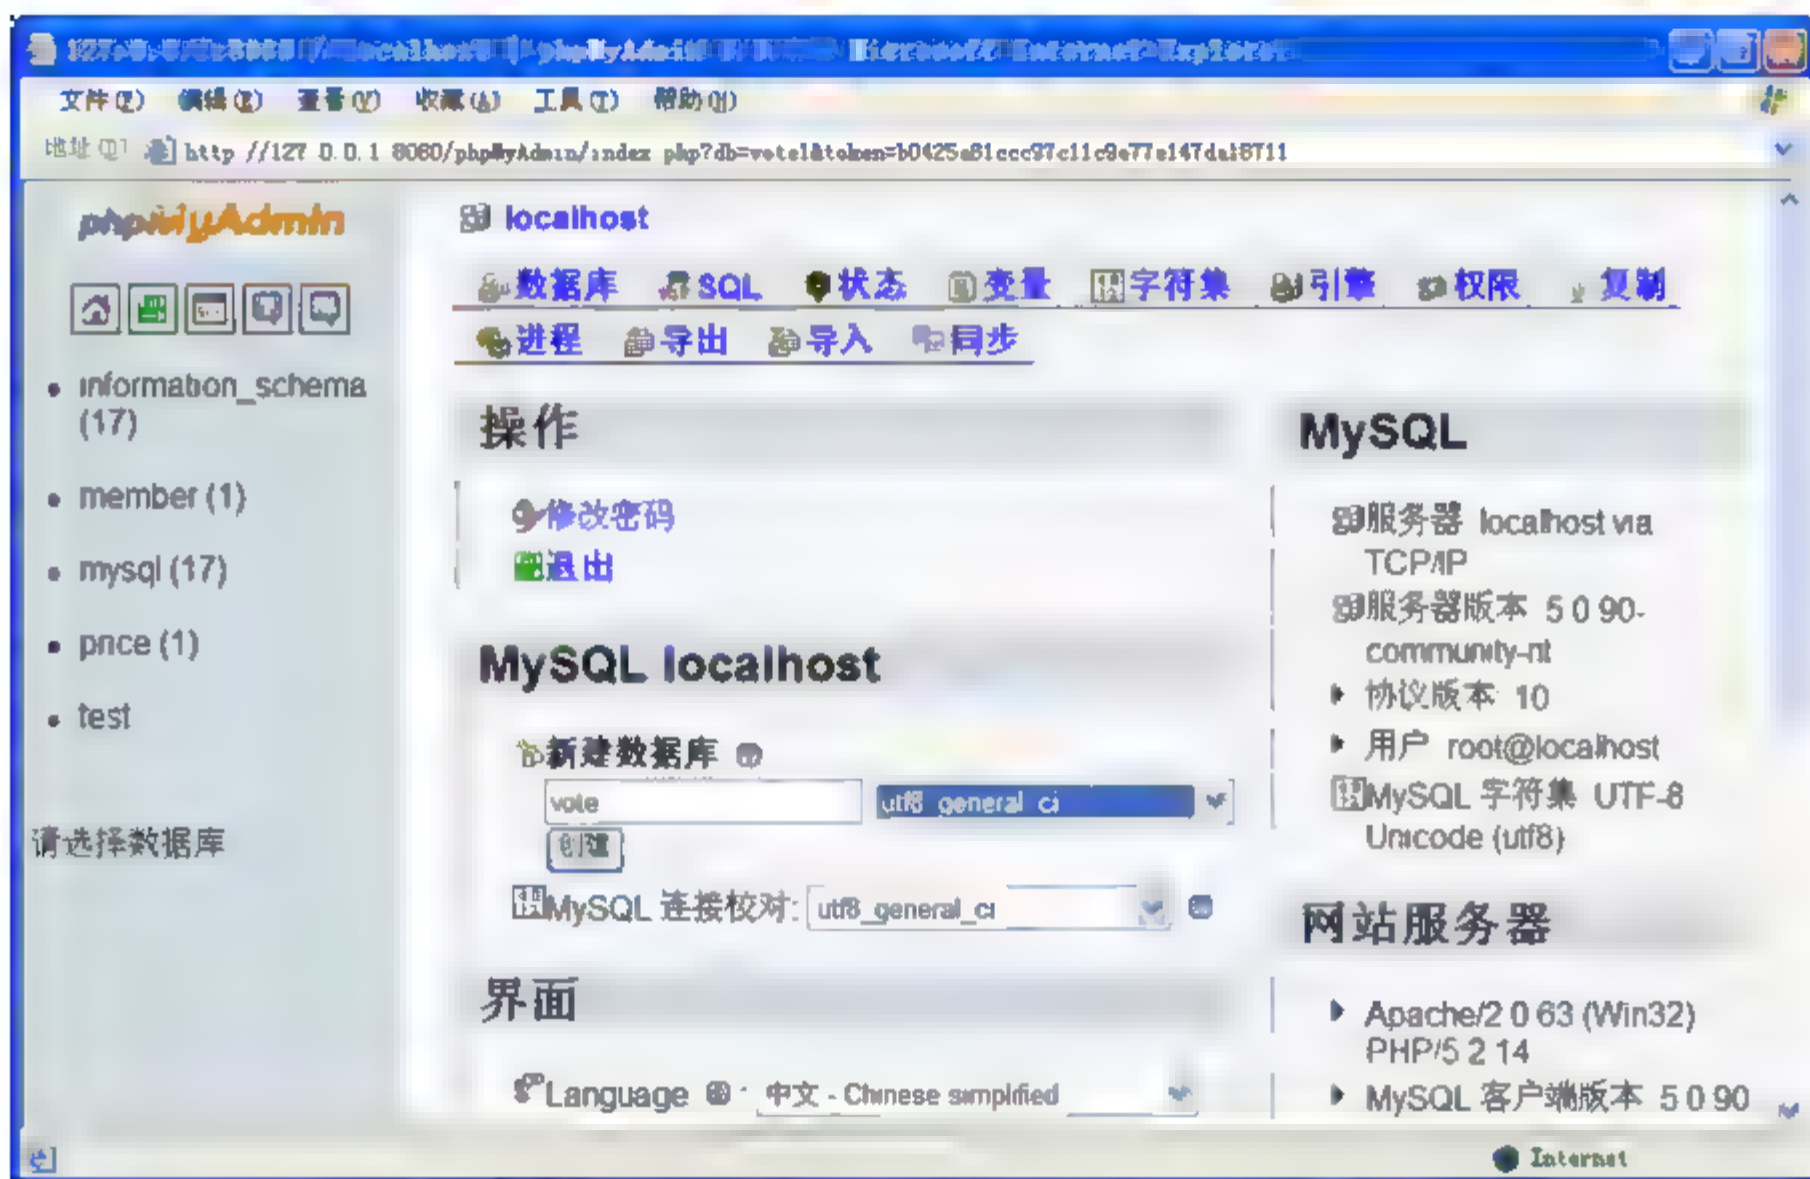 文件(F) 编辑(E) 查看(V) 收藏(A) 工具(T) 帮助(H)
地址(D) http //127 0.0.1 8080/phpMyAdmin/index php?
phpMyAdmin
information_schema
(17)
member (1)
mysql (17)
price (1)
test
请选择数据库
localhost
数据库 SQL 状态 变量 字符集 引擎 权限 复制
进程 导出 导入 同步
操作
修改密码
退出
MySQL localhost
新建数据库
vote utf8_general_ci
创建
MySQL 连接校对: utf8_general_ci
界面
Language : 中文 - Chinese simplified
MySQL
服务器 localhost via
TCP/IP
服务器版本 5 0 90-
community-nt
协议版本 10
用户 root@localhost
MySQL 字符集 UTF-8
Unicode (utf8)
网站服务器
Apache/2 0 63 (Win32)
PHP/5 2 14
MySQL 客户端版本 5 0 90
Internet